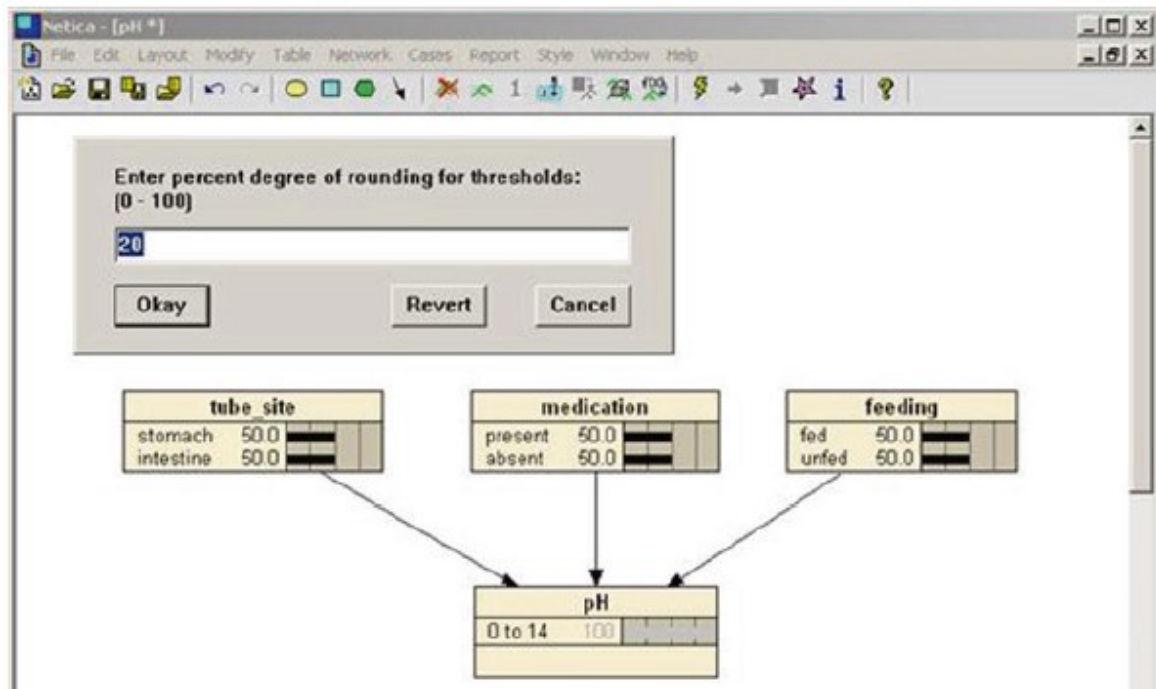 Netica - [pH *]
File Edit Layout Modify Table Network Cases Report Style Window Help
Enter percent degree of rounding for thresholds:
(0 - 100)
20
Okay Revert Cancel
tube_site medication feeding
stomach 50.0 present 50.0 fed 50.0
intestine 50.0 absent 50.0 unfed 50.0
pH
0 to 14 100